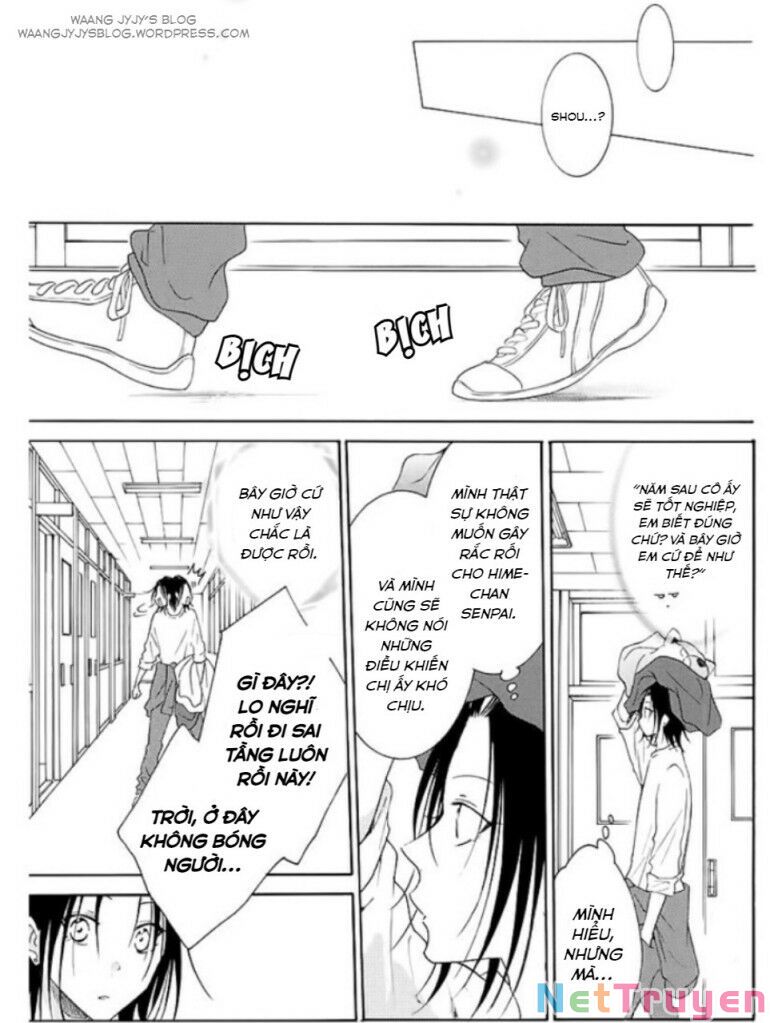 WAANG JYJY'S BLOG
WAANGJYJYSBLOG.WORDPRESS.COM
SHOU...?
BỊCH
BỊCH
"NĂM SAU CÔ ẤY
SẼ TỐT NGHIỆP,
EM BIẾT ĐÚNG
CHỨ? VÀ BÂY GIỜ
EM CỨ ĐỂ NHƯ
THẾ?"
MÌNH
HIỂU,
NHƯNG
MÀ...
MÌNH THẬT
SỰ KHÔNG
MUỐN GÂY
RẮC RỐI
CHO HIME-
CHAN
SENPAI.
VÀ MÌNH
CŨNG SẼ
KHÔNG NÓI
NHỮNG
ĐIỀU KHIẾN
CHỊ ẤY KHÓ
CHỊU.
BÂY GIỜ CỨ
NHƯ VẬY
CHẮC LÀ
ĐƯỢC RỒI.
GÌ ĐÂY?!
LO NGHĨ
RỒI ĐI SAI
TẦNG LUÔN
RỒI NÀY!
TRỜI, Ở ĐÂY
KHÔNG BÓNG
NGƯỜI...
NetTruyen